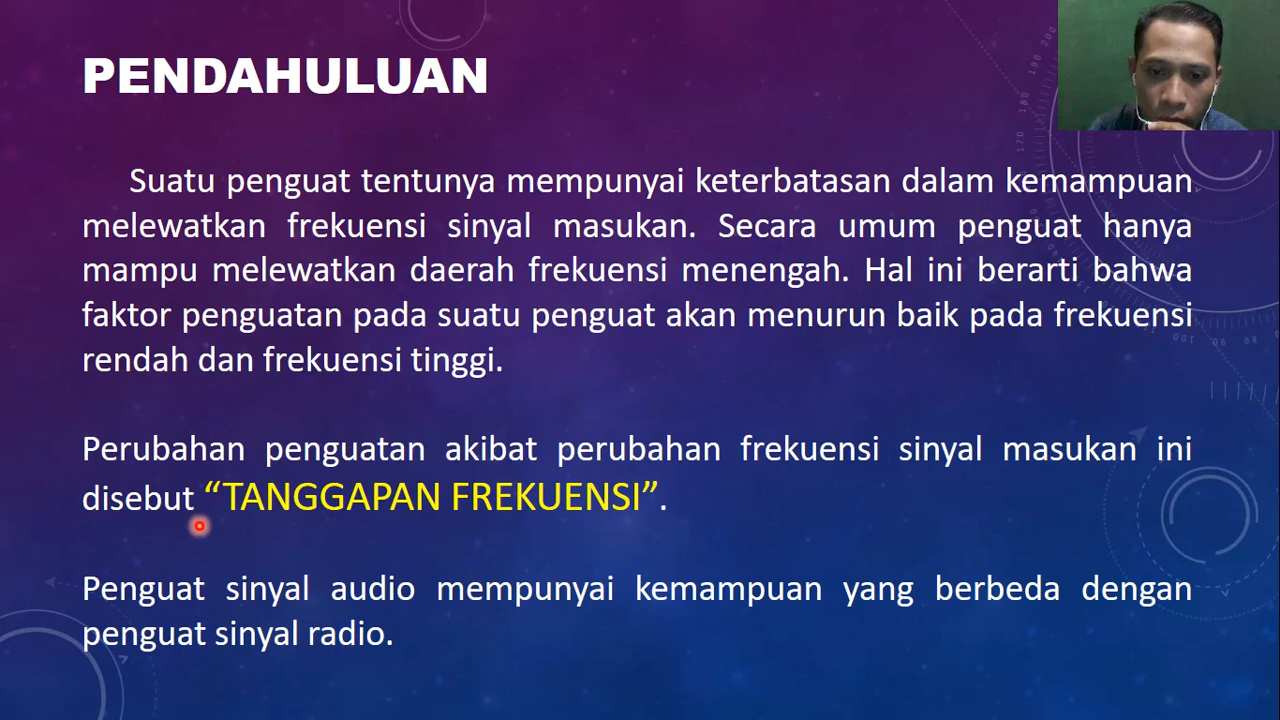 PENDAHULUAN
Suatu penguat tentunya mempunyai keterbatasan dalam kemampuan
melewatkan frekuensi sinyal masukan. Secara umum penguat hanya
mampu melewatkan daerah frekuensi menengah. Hal ini berarti bahwa
faktor penguatan pada suatu penguat akan menurun baik pada frekuensi
rendah dan frekuensi tinggi.
Perubahan penguatan akibat perubahan frekuensi sinyal masukan ini
disebut “TANGGAPAN FREKUENSI”.
Penguat sinyal audio mempunyai kemampuan yang berbeda dengan
penguat sinyal radio.